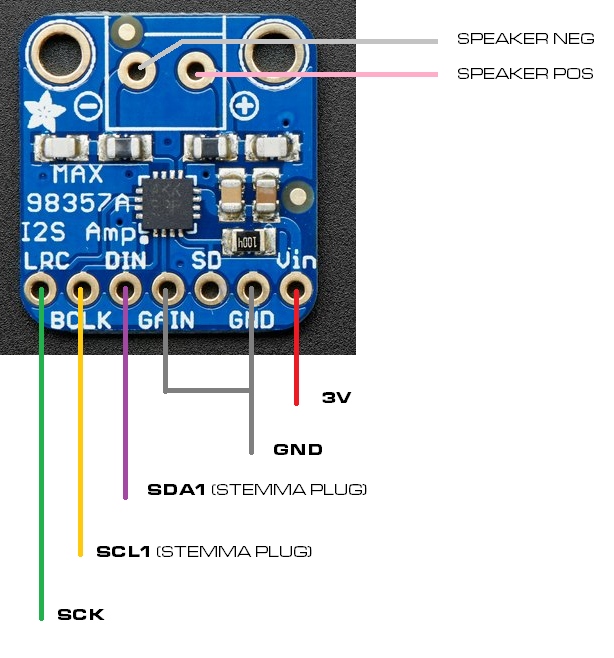 SPEAKER NEG
SPEAKER POS
MAX
98357A
I2S Amp
LRC DIN SD Vin
BCLK GAIN GND
3V
GND
SDA1 (STEMMA PLUG)
SCL1 (STEMMA PLUG)
SCK